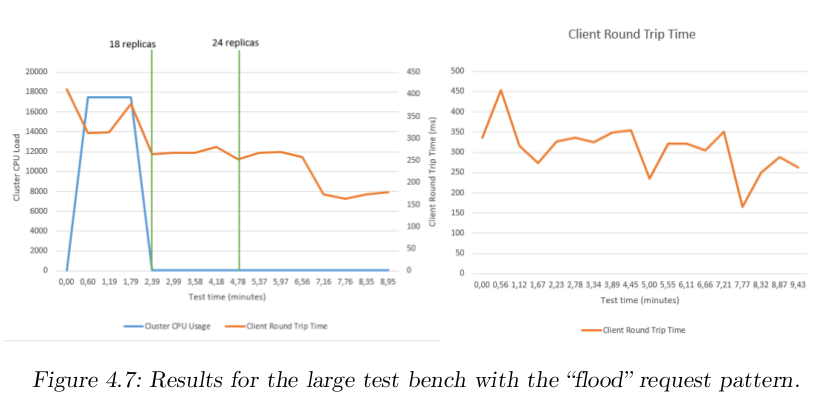 18 replicas
24 replicas
20000
18000
16000
14000
12000
10000
8000
6000
4000
2000
0
Cluster CPU Load
450
400
350
300
250
200
150
100
50
0
Client Round Trip Time (ms)
0,00 0,60 1,19 1,79 2,39 2,99 3,58 4,18 4,78 5,37 5,97 6,56 7,16 7,76 8,35 8,95
Test time (minutes)
Cluster CPU Usage Client Round Trip Time
Client Round Trip Time
500
450
400
350
300
250
200
150
100
50
0
0,00 0,56 1,12 1,67 2,23 2,78 3,34 3,89 4,45 5,00 5,55 6,11 6,66 7,21 7,77 8,32 8,87 9,43
Test time (minutes)
Client Round Trip Time
Figure 4.7: Results for the large test bench with the “flood” request pattern.